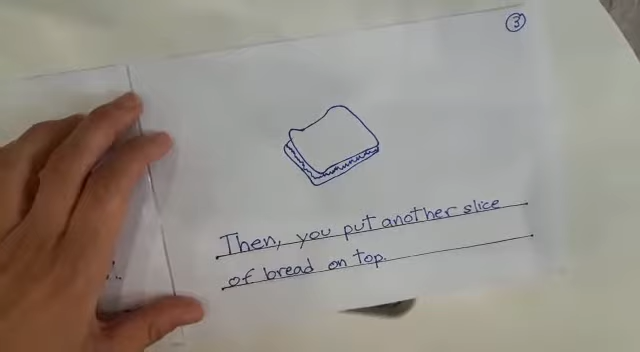 3
Then, you put another slice
of bread on top.